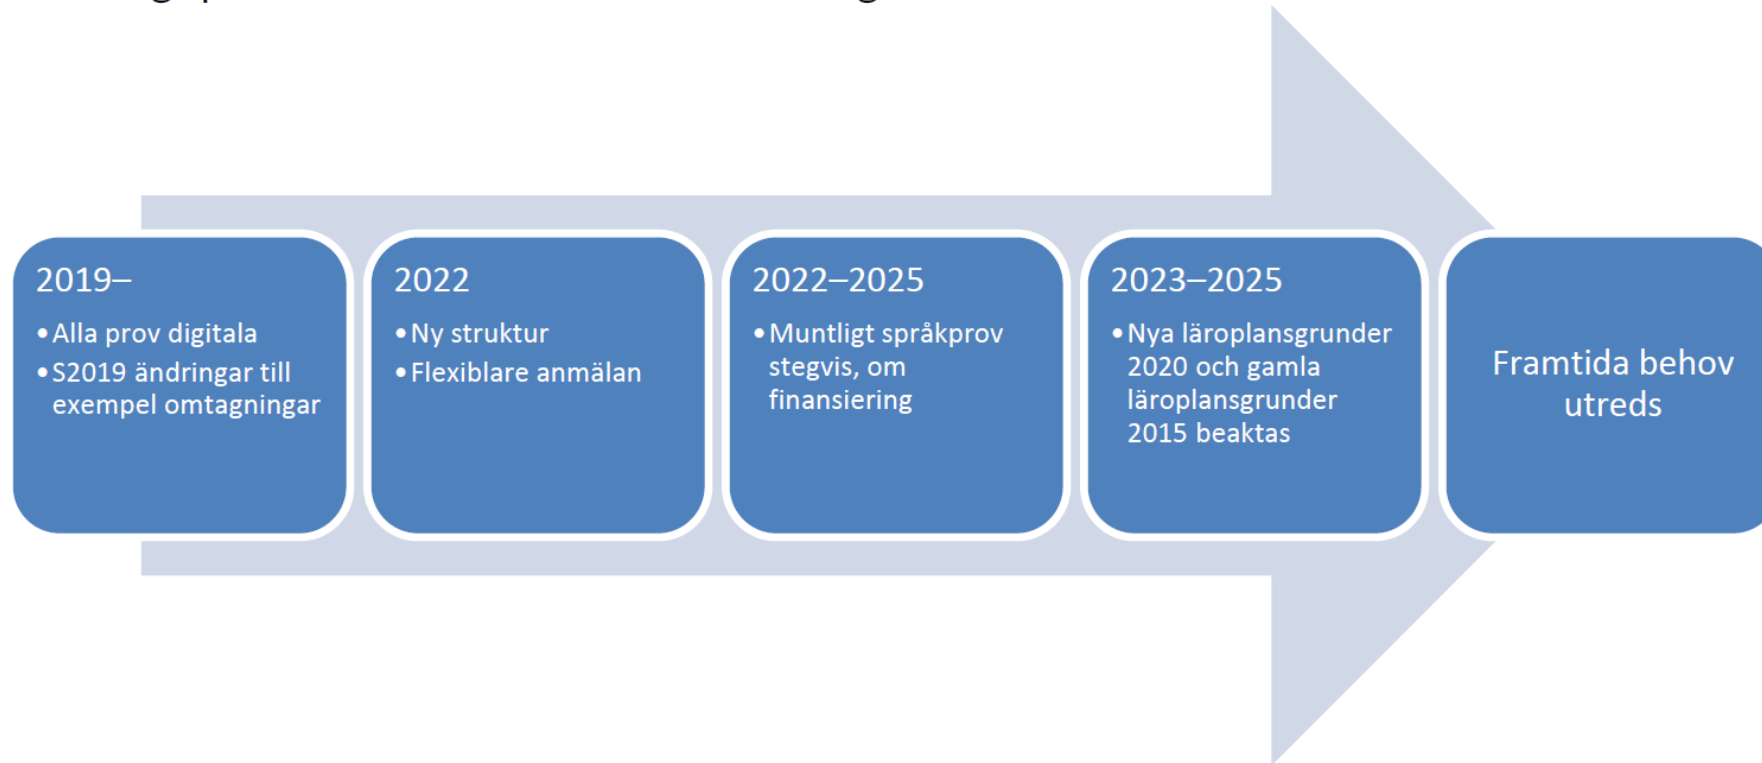 2019–
•Alla prov digitala
•S2019 ändringar till
exempel omtagningar
2022
•Ny struktur
•Flexiblare anmälan
2022–2025
•Muntligt språkprov
stegvis, om
finansiering
2023–2025
•Nya läroplansgrunder
2020 och gamla
läroplansgrunder
2015 beaktas
Framtida behov
utreds